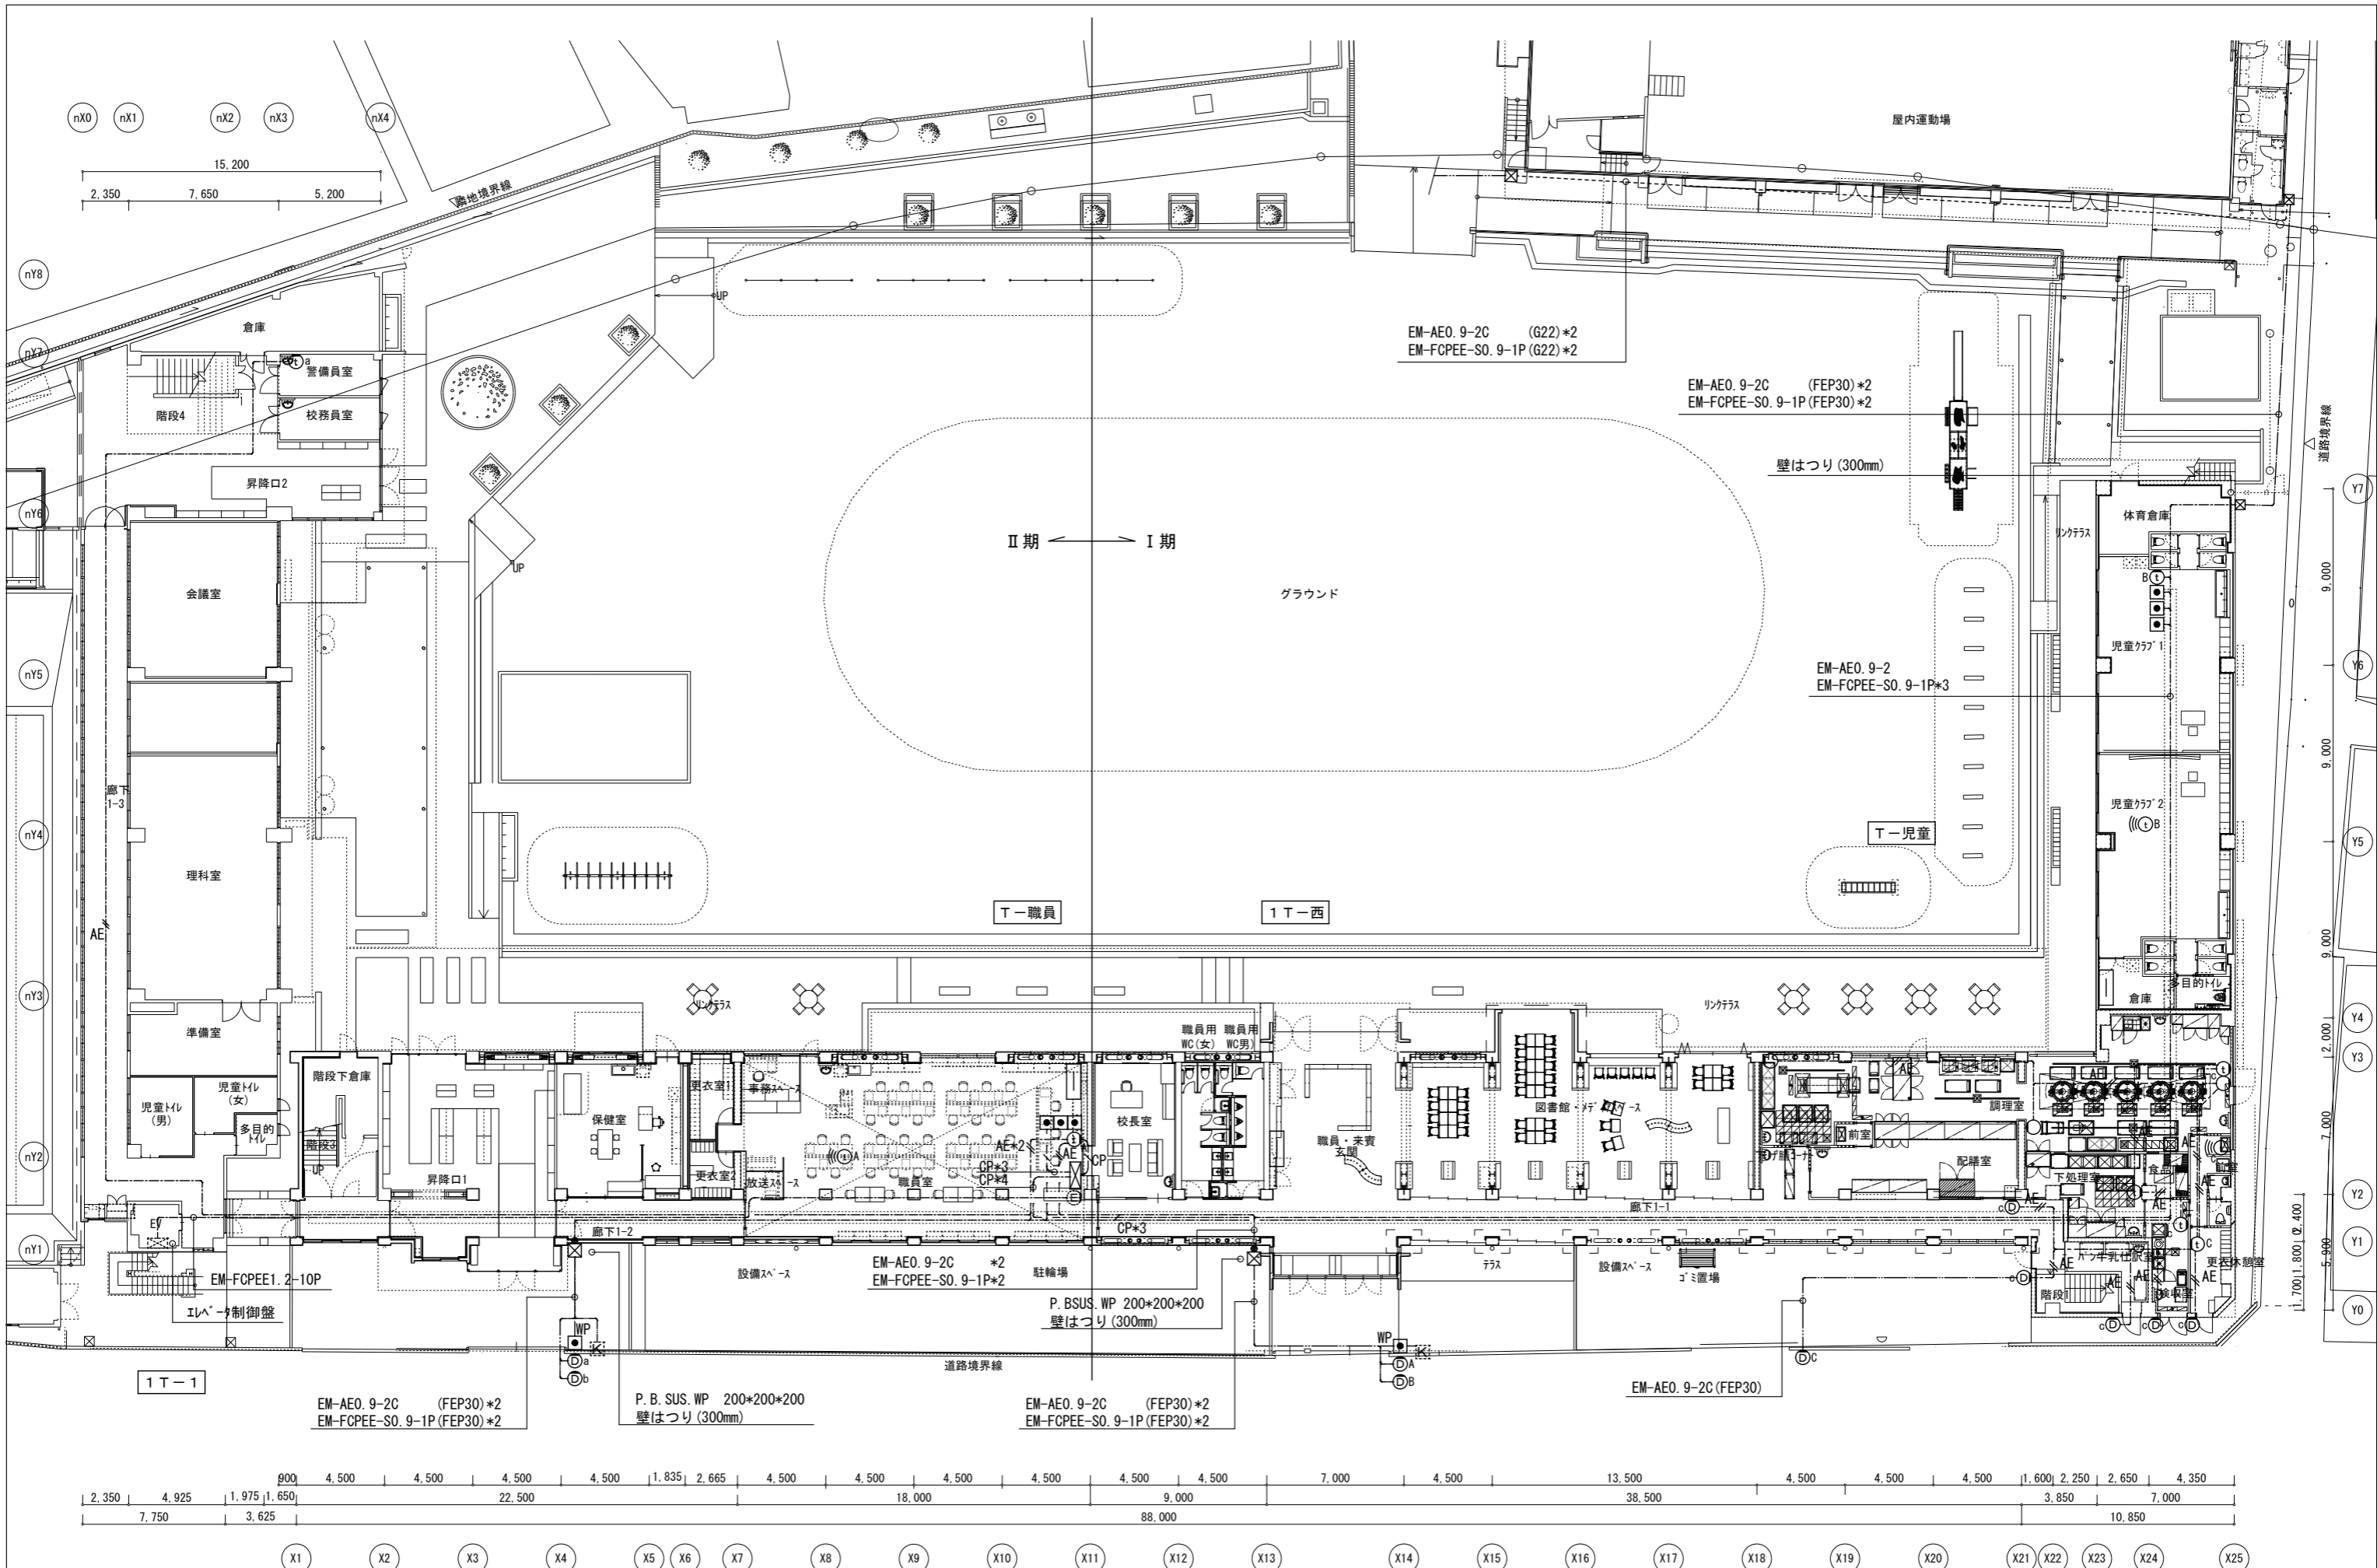 nX0
nX1
nX2
nX3
nX4
15,200
2,350
7,650
5,200
隣地境界線
屋内運動場
nY8
nY7
nY6
nY5
nY4
nY3
nY2
nY1
倉庫
警備員室
校務員室
階段4
昇降口2
a
UP
UP
EM-AE0.9-2C (G22)*2
EM-FCPEE-S0.9-1P(G22)*2
EM-AE0.9-2C (FEP30)*2
EM-FCPEE-S0.9-1P(FEP30)*2
壁はつり(300mm)
道路境界線
Ⅱ期
Ⅰ期
グラウンド
リンクテラス
体育倉庫
B
児童クラブ1
EM-AE0.9-2
EM-FCPEE-S0.9-1P*3
児童クラブ2
B
T-児童
Y7
Y6
Y5
Y4
Y3
Y2
Y1
Y0
9,000
9,000
9,000
2,000
7,000
2,400
1,800
1,700
5,900
会議室
廊下
1-3
理科室
AE
準備室
児童トイレ
(女)
児童トイレ
(男)
多目的
トイレ
T-職員
1T-西
リンクテラス
リンクテラス
倉庫
多目的トイレ
階段下倉庫
階段3
UP
昇降口1
保健室
更衣室1
更衣室2
事務スペース
放送スペース
職員室
A
AE*2
AE
CP
CP*3
CP*4
校長室
職員用
WC(女)
職員用
WC男)
職員・来賓
玄関
前室
配膳室
調理室
下処理室
AE
AE
AE
AE
更衣休憩室
検収室
階段1
EV
EM-FCPEE1.2-10P
エレベータ制御盤
廊下1-2
廊下1-1
CP*3
設備スペース
EM-AE0.9-2C *2
EM-FCPEE-S0.9-1P*2
駐輪場
P.BSUS.WP 200*200*200
壁はつり(300mm)
テラス
設備スペース
ゴミ置場
WP
K
a
b
WP
K
A
B
C
道路境界線
1T-1
EM-AE0.9-2C (FEP30)*2
EM-FCPEE-S0.9-1P(FEP30)*2
P.B.SUS.WP 200*200*200
壁はつり(300mm)
EM-AE0.9-2C (FEP30)*2
EM-FCPEE-S0.9-1P(FEP30)*2
EM-AE0.9-2C(FEP30)
900
4,500
4,500
4,500
4,500
1,835
2,665
4,500
4,500
4,500
4,500
4,500
4,500
7,000
4,500
13,500
4,500
4,500
4,500
1,600
2,250
2,650
4,350
2,350
4,925
1,975
1,650
22,500
18,000
9,000
38,500
3,850
7,000
7,750
3,625
88,000
10,850
X1
X2
X3
X4
X5
X6
X7
X8
X9
X10
X11
X12
X13
X14
X15
X16
X17
X18
X19
X20
X21
X22
X23
X24
X25